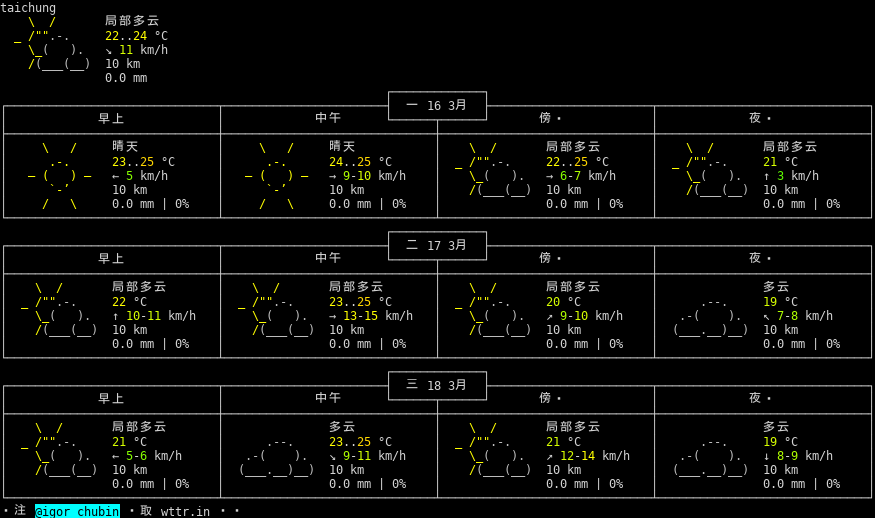 taichung
局部多云
22..24 °C
↘ 11 km/h
10 km
0.0 mm
一 16 3月
早上 中午 傍· 夜·
晴天 晴天 局部多云 局部多云
23..25 °C 24..25 °C 22..25 °C 21 °C
← 5 km/h → 9-10 km/h → 6-7 km/h ↑ 3 km/h
10 km 10 km 10 km 10 km
0.0 mm | 0% 0.0 mm | 0% 0.0 mm | 0% 0.0 mm | 0%
二 17 3月
早上 中午 傍· 夜·
局部多云 局部多云 局部多云 多云
22 °C 23..25 °C 20 °C 19 °C
↑ 10-11 km/h → 13-15 km/h ↗ 9-10 km/h ↖ 7-8 km/h
10 km 10 km 10 km 10 km
0.0 mm | 0% 0.0 mm | 0% 0.0 mm | 0% 0.0 mm | 0%
三 18 3月
早上 中午 傍· 夜·
局部多云 多云 局部多云 多云
21 °C 23..25 °C 21 °C 19 °C
← 5-6 km/h ↘ 9-11 km/h ↗ 12-14 km/h ↓ 8-9 km/h
10 km 10 km 10 km 10 km
0.0 mm | 0% 0.0 mm | 0% 0.0 mm | 0% 0.0 mm | 0%
·注 @igor_chubin ·取 wttr.in · ·